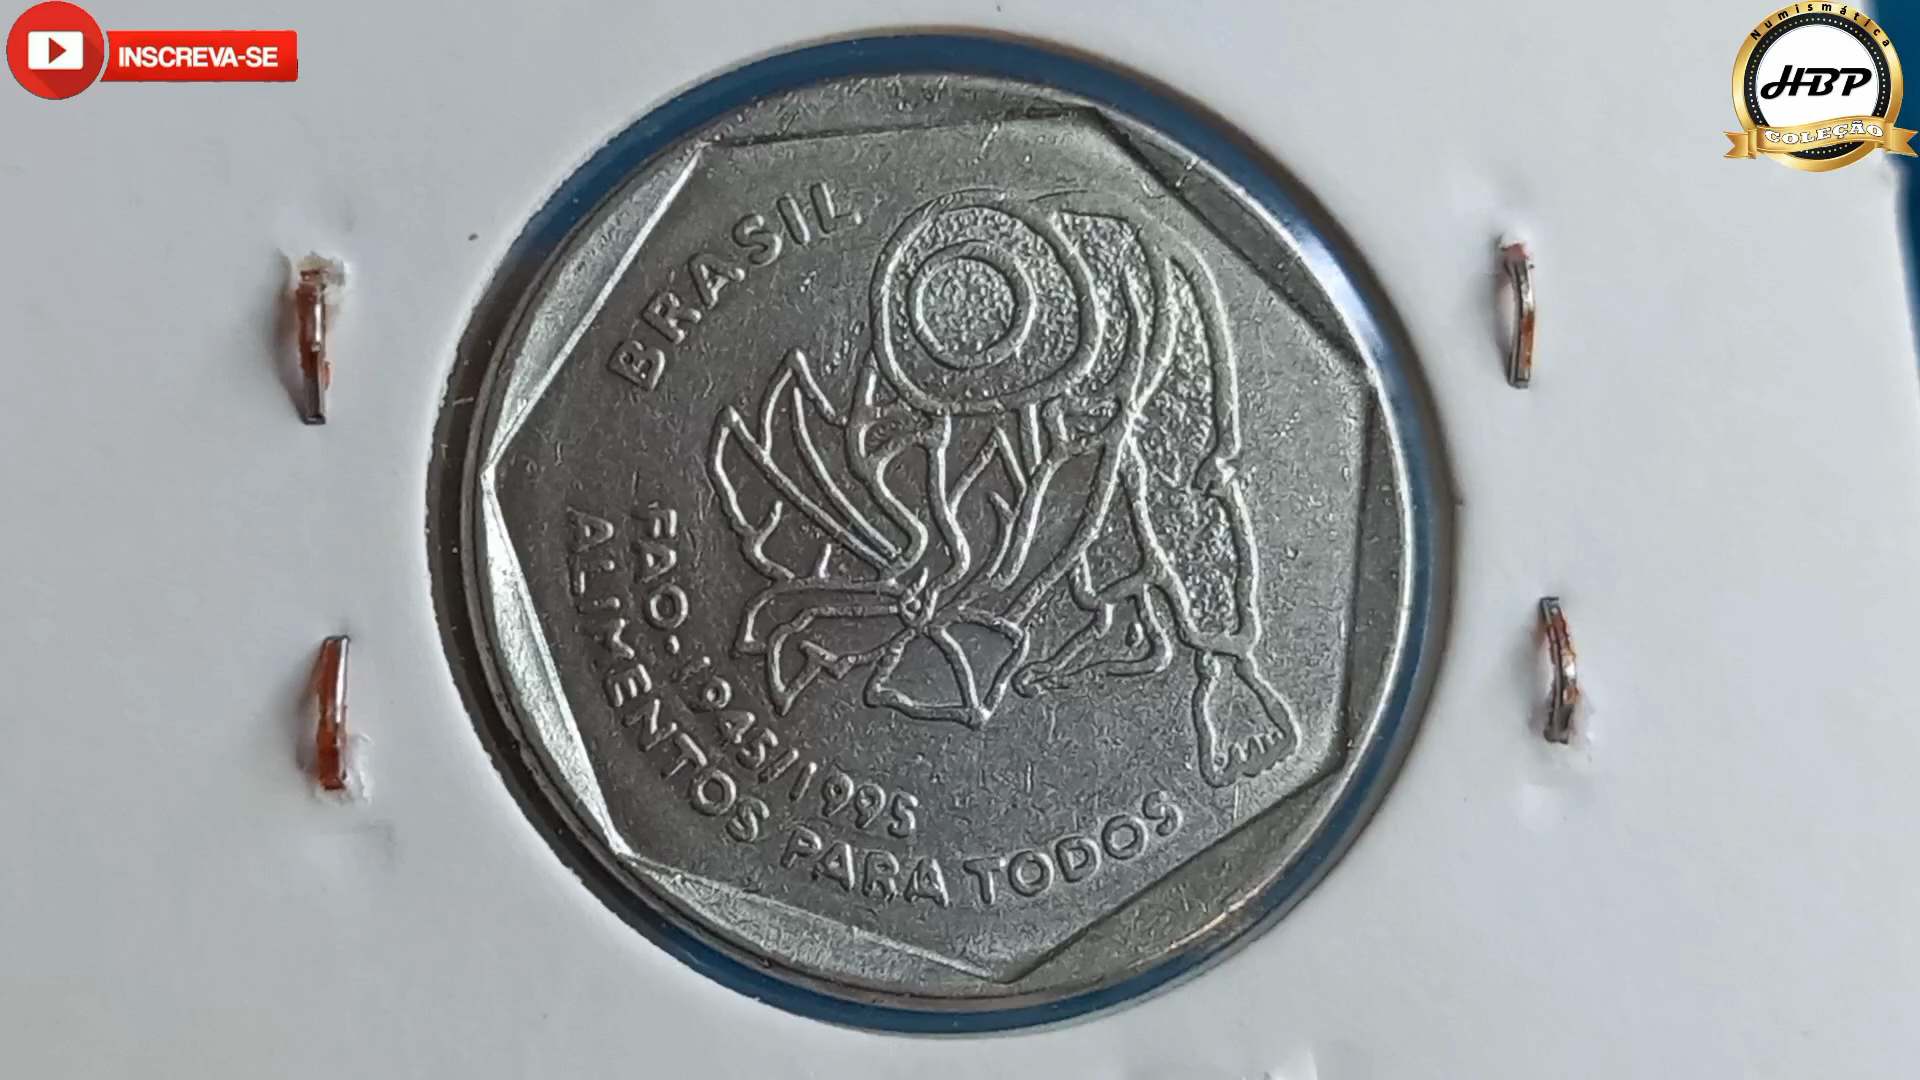 INSCREVA-SE
Numismática
HBP
COLEÇÃO
BRASIL
FAO-1945/1995
ALIMENTOS PARA TODOS